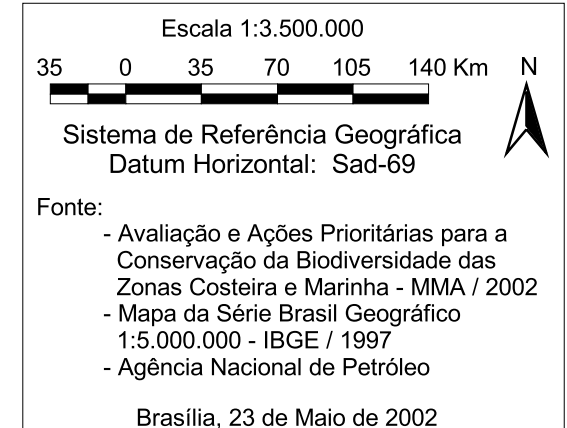 Escala 1:3.500.000
35 0 35 70 105 140 Km N
Sistema de Referência Geográfica
Datum Horizontal: Sad-69
Fonte:
- Avaliação e Ações Prioritárias para a
Conservação da Biodiversidade das
Zonas Costeira e Marinha - MMA / 2002
- Mapa da Série Brasil Geográfico
1:5.000.000 - IBGE / 1997
- Agência Nacional de Petróleo
Brasília, 23 de Maio de 2002